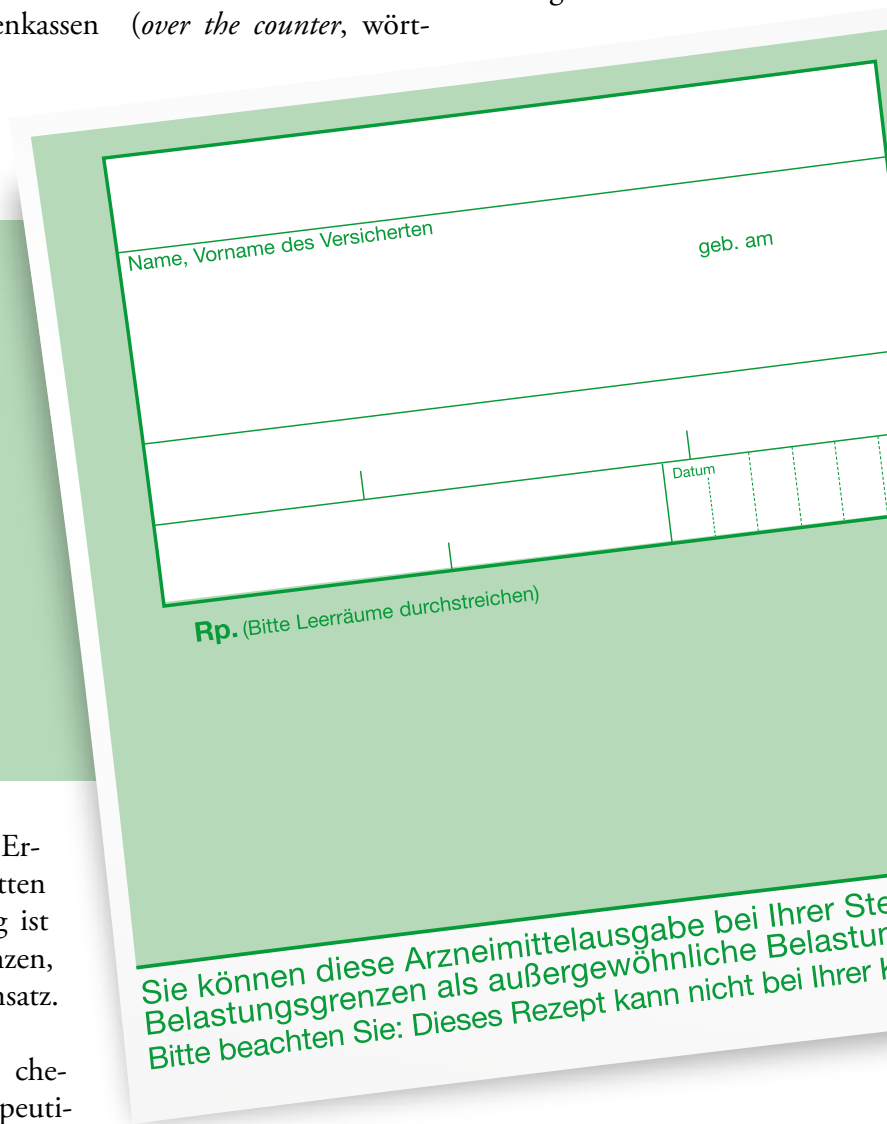 enkassen (over the counter, wört-
Name, Vorname des Versicherten
geb. am
Datum
Rp. (Bitte Leerräume durchstreichen)
Er-
tten
g ist
nzen,
nsatz.
che-
peuti-
Sie können diese Arzneimittelausgabe bei Ihrer Ste
Belastungsgrenzen als außergewöhnliche Belastun
Bitte beachten Sie: Dieses Rezept kann nicht bei Ihrer K